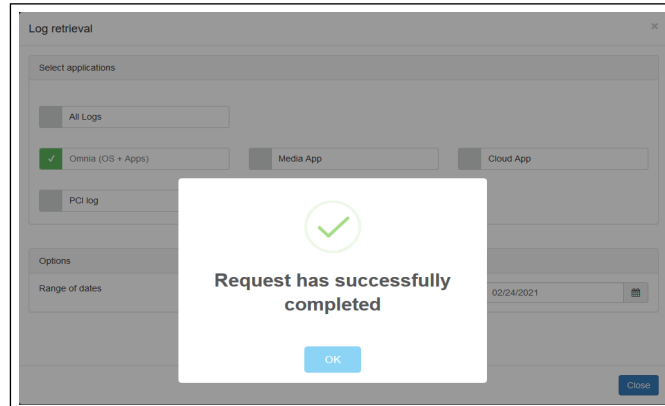 Log retrieval ×
Select applications
All Logs
Omnia (OS + Apps) Media App Cloud App
PCI log
Options
Range of dates 02/24/2021
Request has successfully
completed
OK
Close